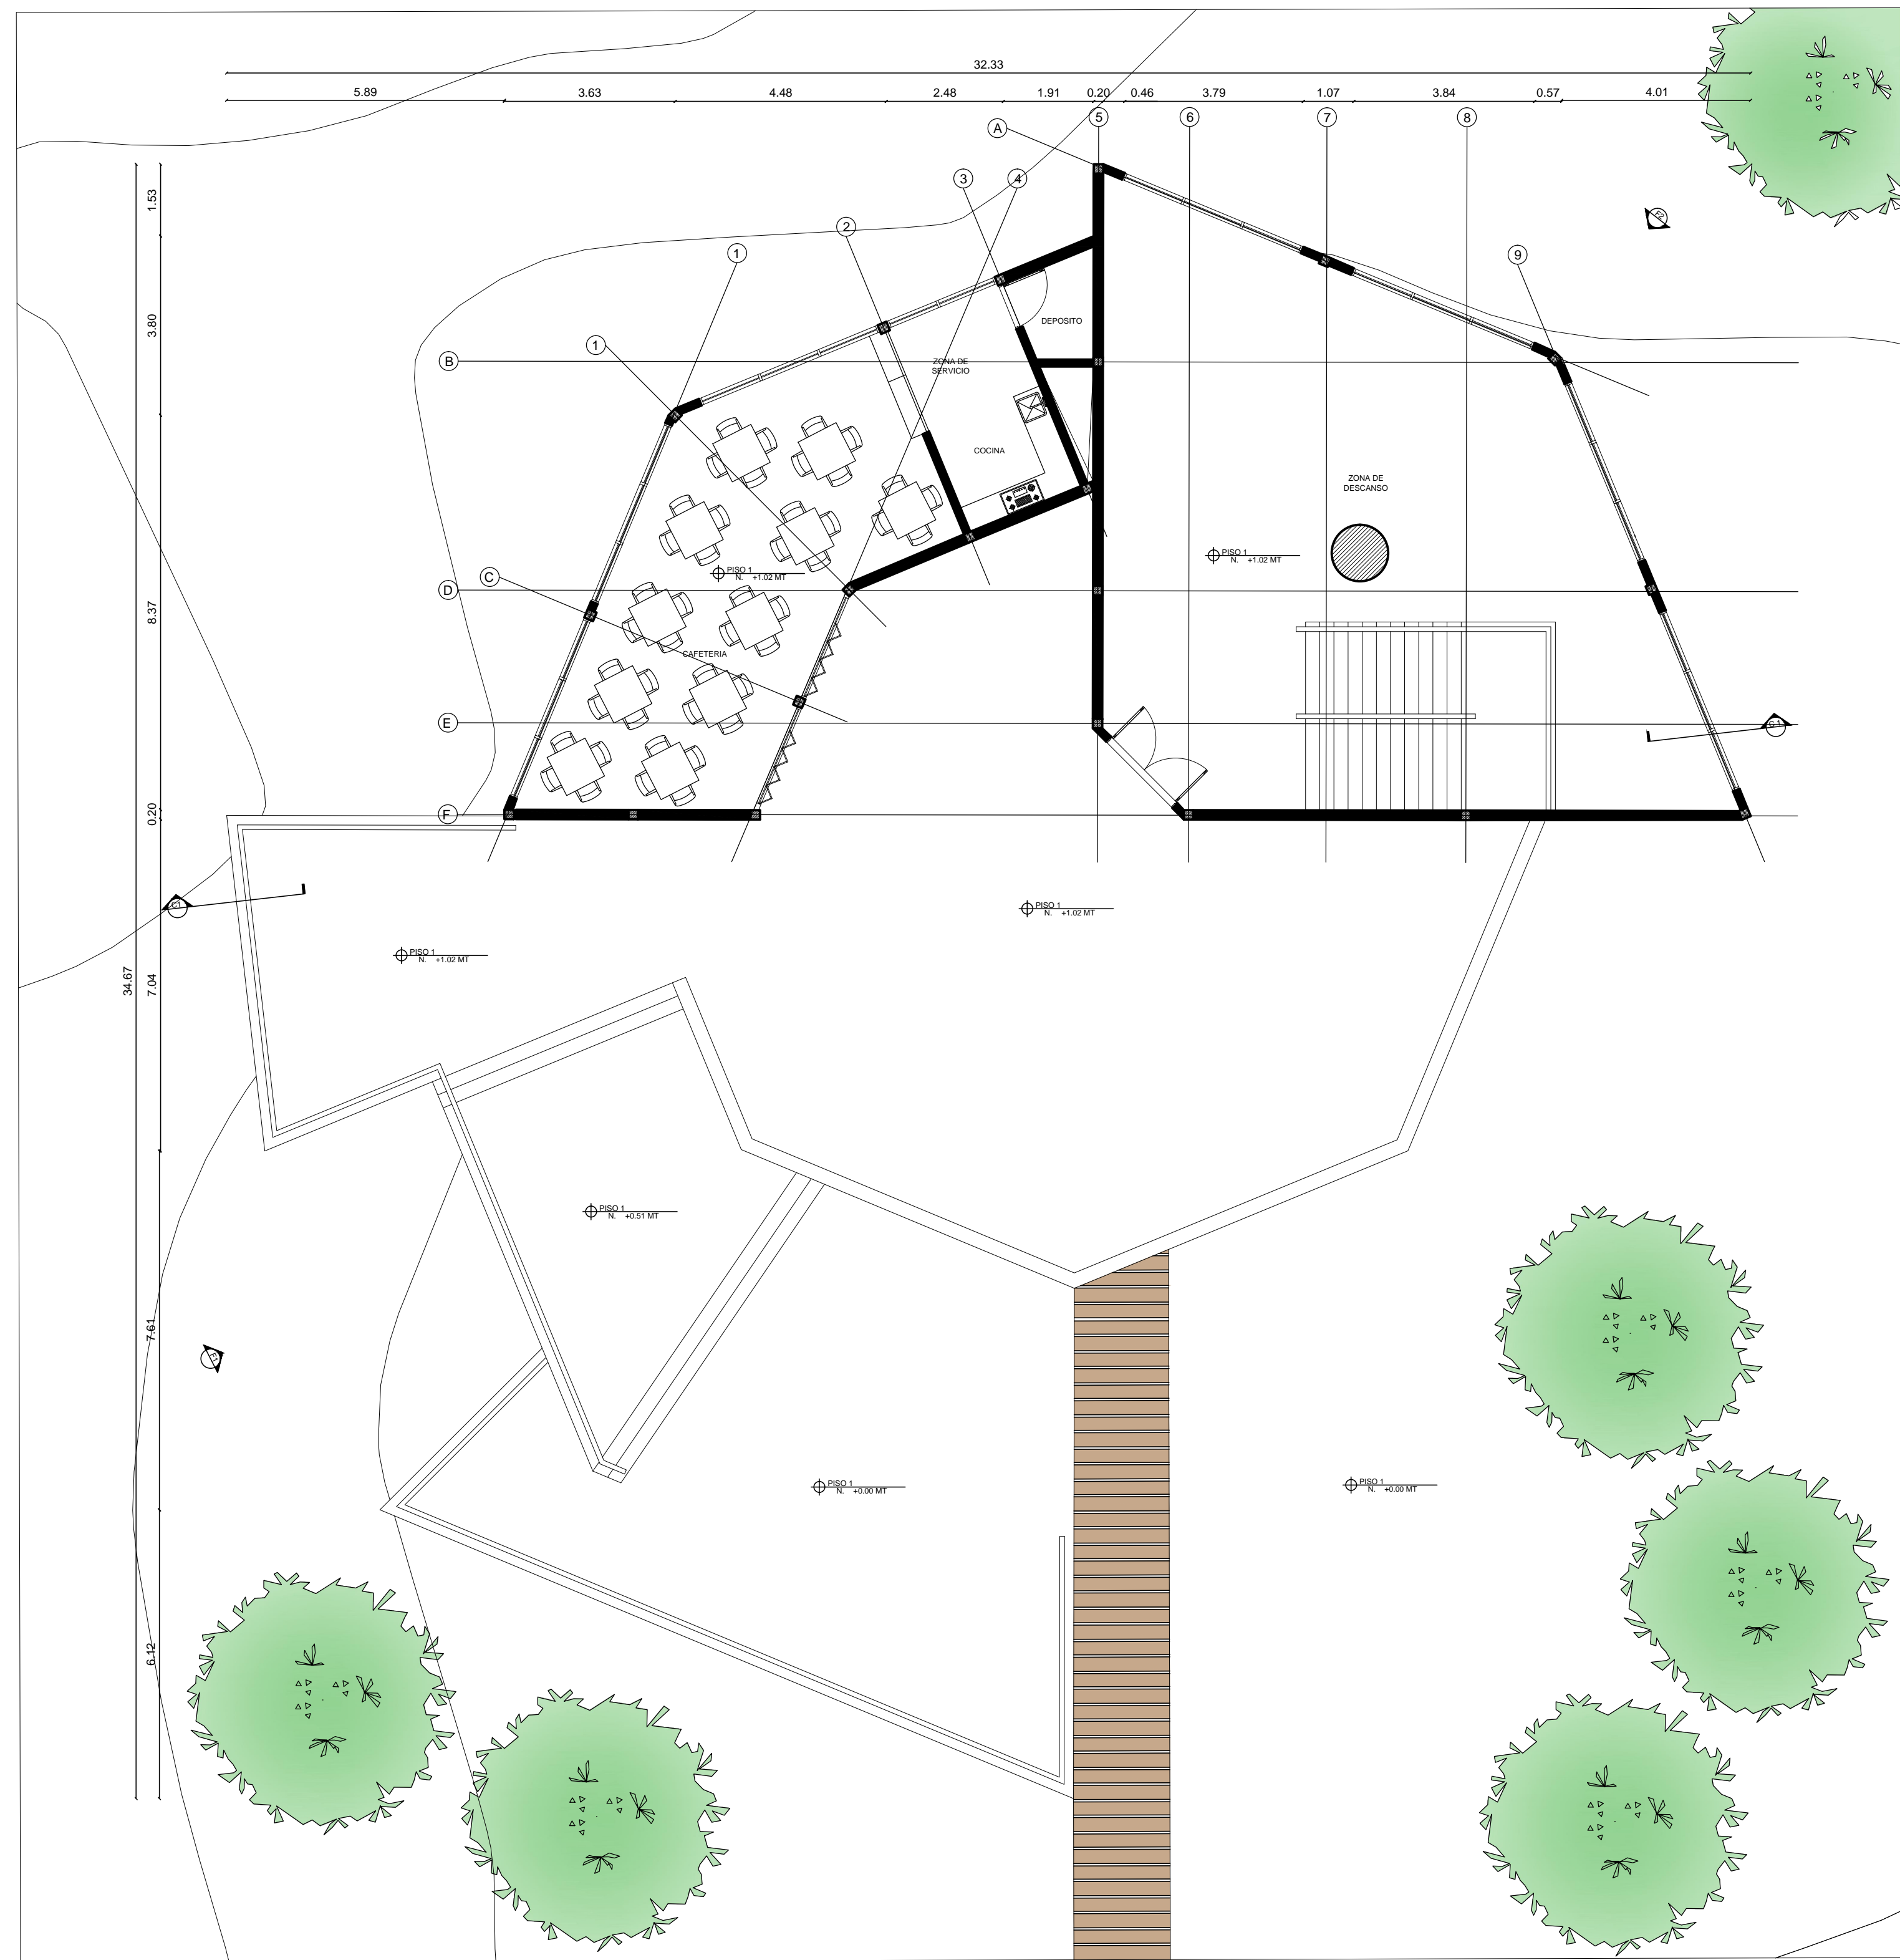 32.33
5.89
3.63
4.48
2.48
1.91
0.20
0.46
3.79
1.07
3.84
0.57
4.01
A
5
6
7
8
3
4
2
1
9
1
B
C
D
E
F
1.53
3.80
8.37
0.20
7.04
34.67
7.61
6.12
F2
DEPOSITO
ZONA DE
SERVICIO
COCINA
ZONA DE
DESCANSO
PISO 1
N. +1.02 MT
PISO 1
N. +1.02 MT
CAFETERIA
C1
C1
PISO 1
N. +1.02 MT
PISO 1
N. +1.02 MT
PISO 1
N. +0.51 MT
F1
PISO 1
N. +0.00 MT
PISO 1
N. +0.00 MT